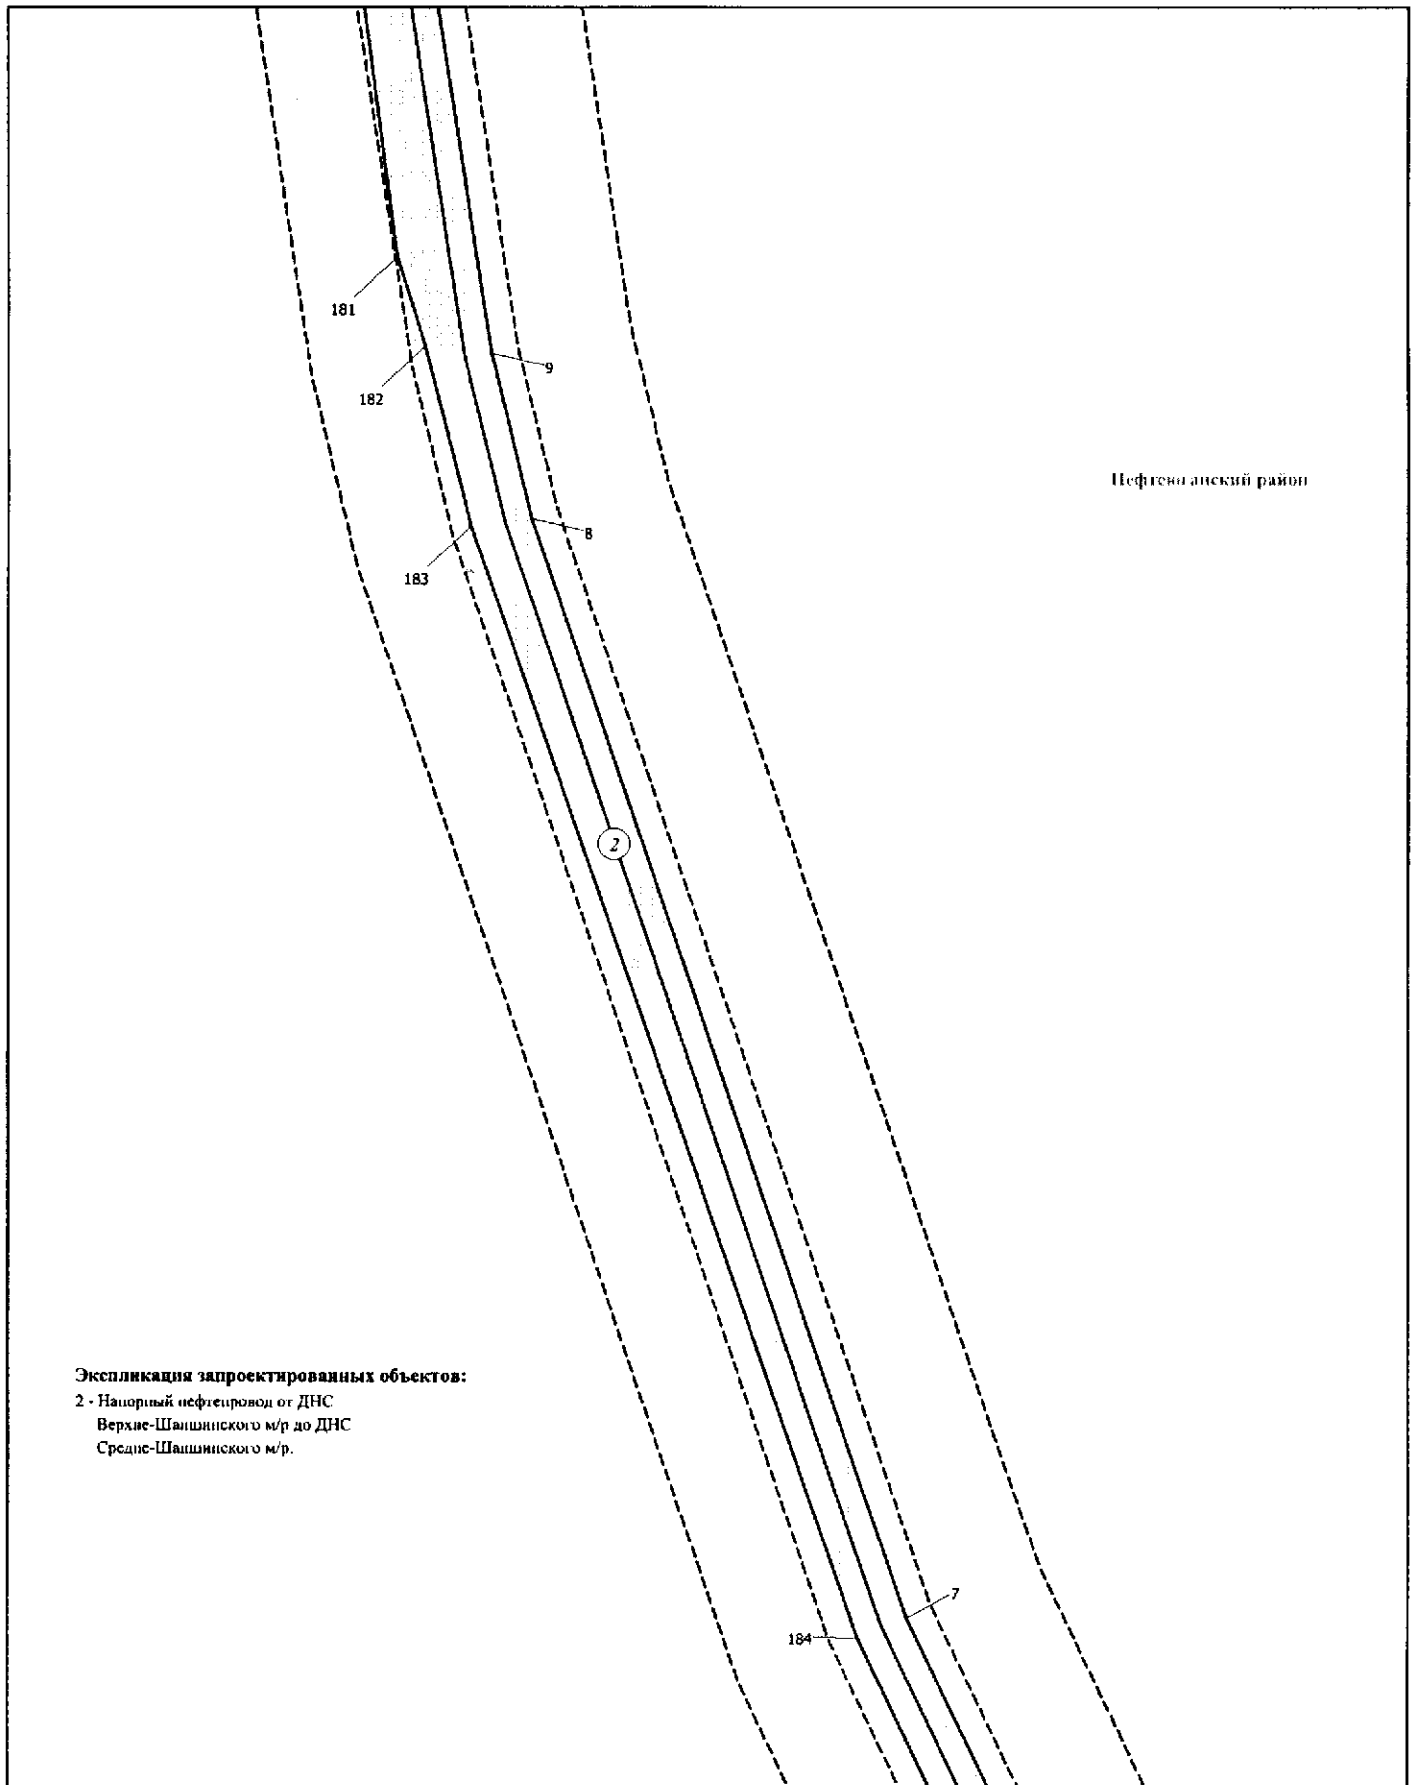 181
9
182
Нефтеюганский район
8
183
2
Экспликация запроектированных объектов:
2 - Напорный нефтепровод от ДНС
Верхне-Шапшинского м/р до ДНС
Средне-Шапшинского м/р.
7
184